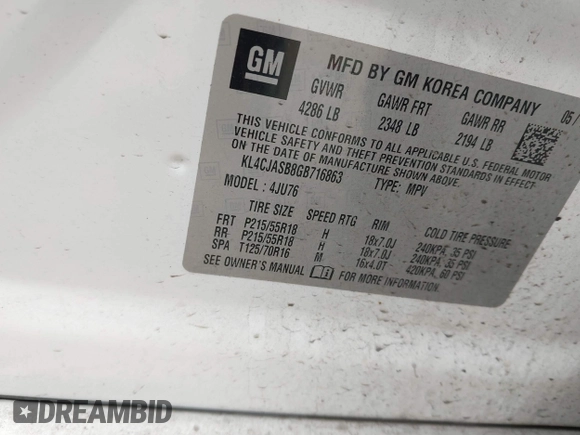 GM
MFD BY GM KOREA COMPANY 05/
GVWR GAWR FRT GAWR RR
4286 LB 2348 LB 2194 LB
THIS VEHICLE CONFORMS TO ALL APPLICABLE U.S. FEDERAL MOTOR
VEHICLE SAFETY AND THEFT PREVENTION STANDARDS IN EFFECT
ON THE DATE OF MANUFACTURE SHOWN ABOVE.
KL4CJASB8GB716863 TYPE: MPV
MODEL: 4JU76
TIRE SIZE SPEED RTG RIM COLD TIRE PRESSURE
FRT P215/55R18 H 18x7.0J 240KPA, 35 PSI
RR P215/55R18 H 18x7.0J 240KPA, 35 PSI
SPA T125/70R16 M 16x4.0T 420KPA, 60 PSI
SEE OWNER'S MANUAL FOR MORE INFORMATION
DREAMBID